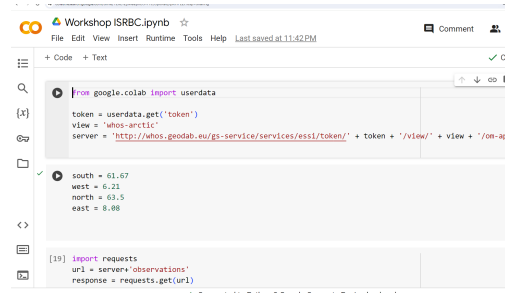 Workshop ISRBC.ipynb
File Edit View Insert Runtime Tools Help Last saved at 11:42 PM
Comment
+ Code + Text
from google.colab import userdata
token = userdata.get('token')
view = 'whos-arctic'
server = 'http://whos.geodab.eu/gs-service/services/essi/token/' + token + '/view/' + view + '/om-ap
{x}
south = 61.67
west = 6.21
north = 63.5
east = 8.08
[19] import requests
url = server+'observations'
response = requests.get(url)